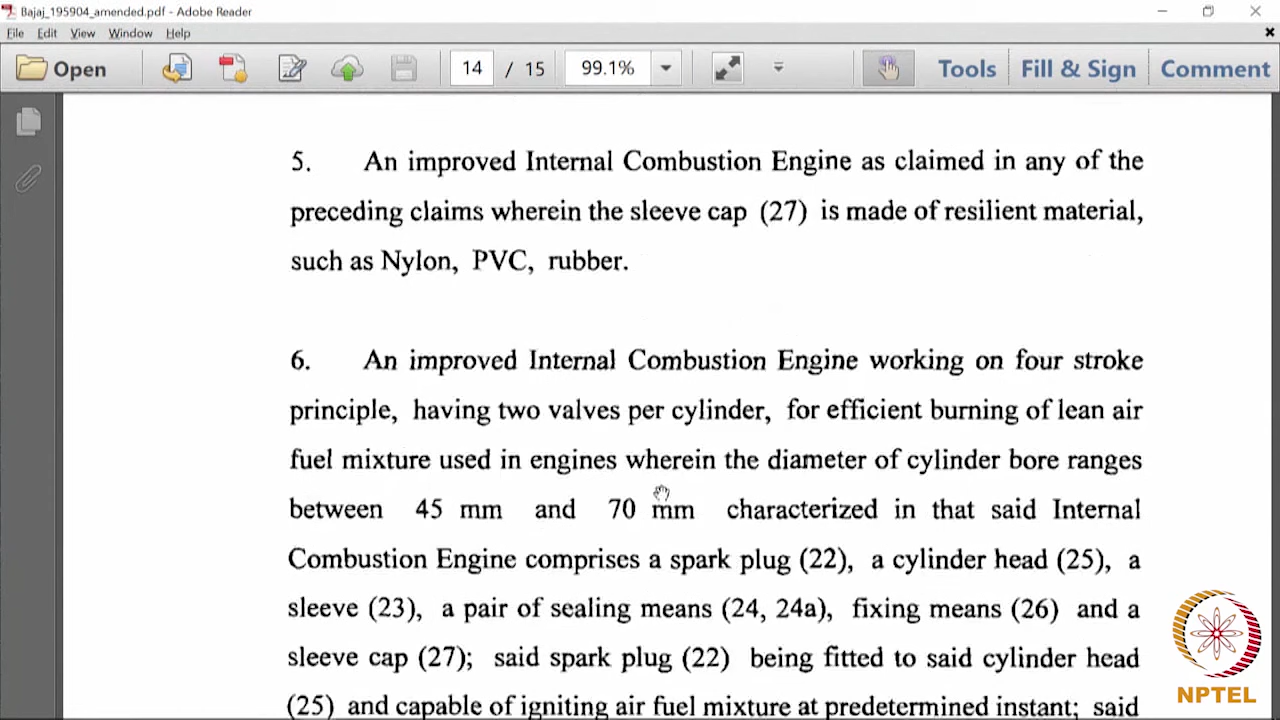 Bajaj_195904_amended.pdf - Adobe Reader
File Edit View Window Help
Open 14 / 15 99.1% Tools Fill & Sign Comment
5. An improved Internal Combustion Engine as claimed in any of the
preceding claims wherein the sleeve cap (27) is made of resilient material,
such as Nylon, PVC, rubber.
6. An improved Internal Combustion Engine working on four stroke
principle, having two valves per cylinder, for efficient burning of lean air
fuel mixture used in engines wherein the diameter of cylinder bore ranges
between 45 mm and 70 mm characterized in that said Internal
Combustion Engine comprises a spark plug (22), a cylinder head (25), a
sleeve (23), a pair of sealing means (24, 24a), fixing means (26) and a
sleeve cap (27); said spark plug (22) being fitted to said cylinder head
(25) and capable of igniting air fuel mixture at predetermined instant; said
NPTEL